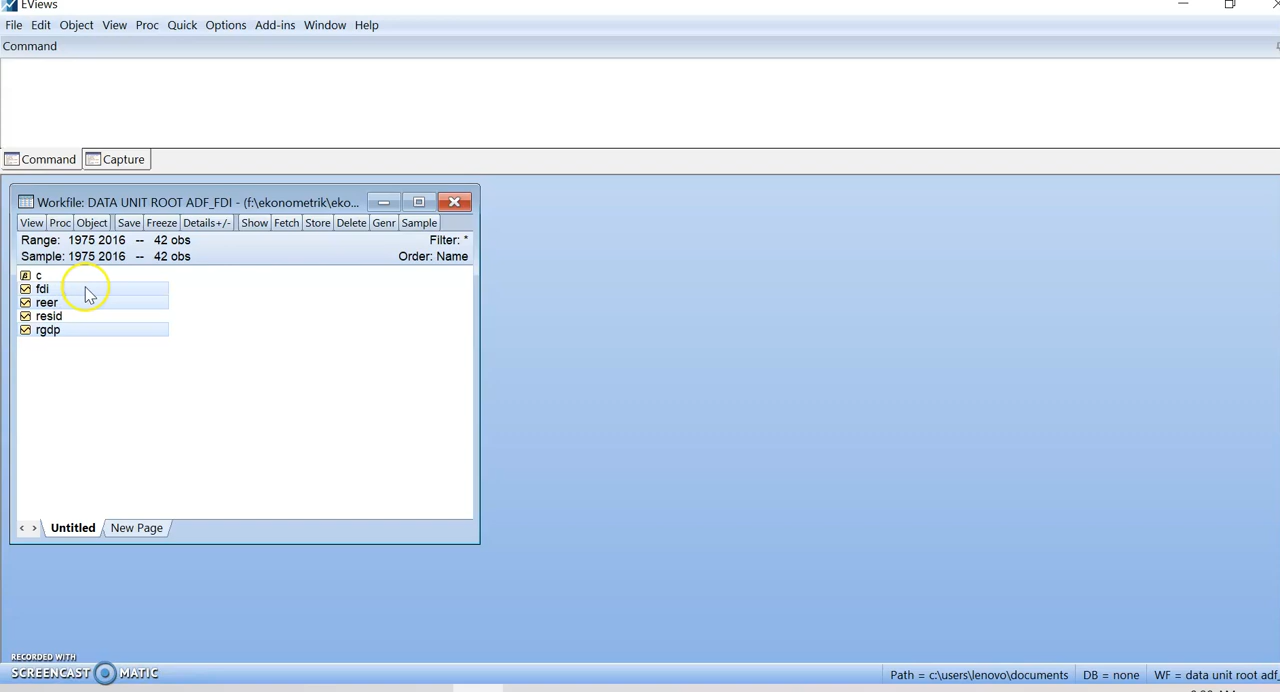 EViews
File Edit Object View Proc Quick Options Add-ins Window Help
Command
Command Capture
Workfile: DATA UNIT ROOT ADF_FDI - (f:\ekonometrik\eko...
View Proc Object Save Freeze Details+/- Show Fetch Store Delete Genr Sample
Range: 1975 2016 -- 42 obs Filter: *
Sample: 1975 2016 -- 42 obs Order: Name
c
fdi
reer
resid
rgdp
Untitled New Page
RECORDED WITH
SCREENCAST MATIC
Path = c:\users\lenovo\documents DB = none WF = data unit root adf_